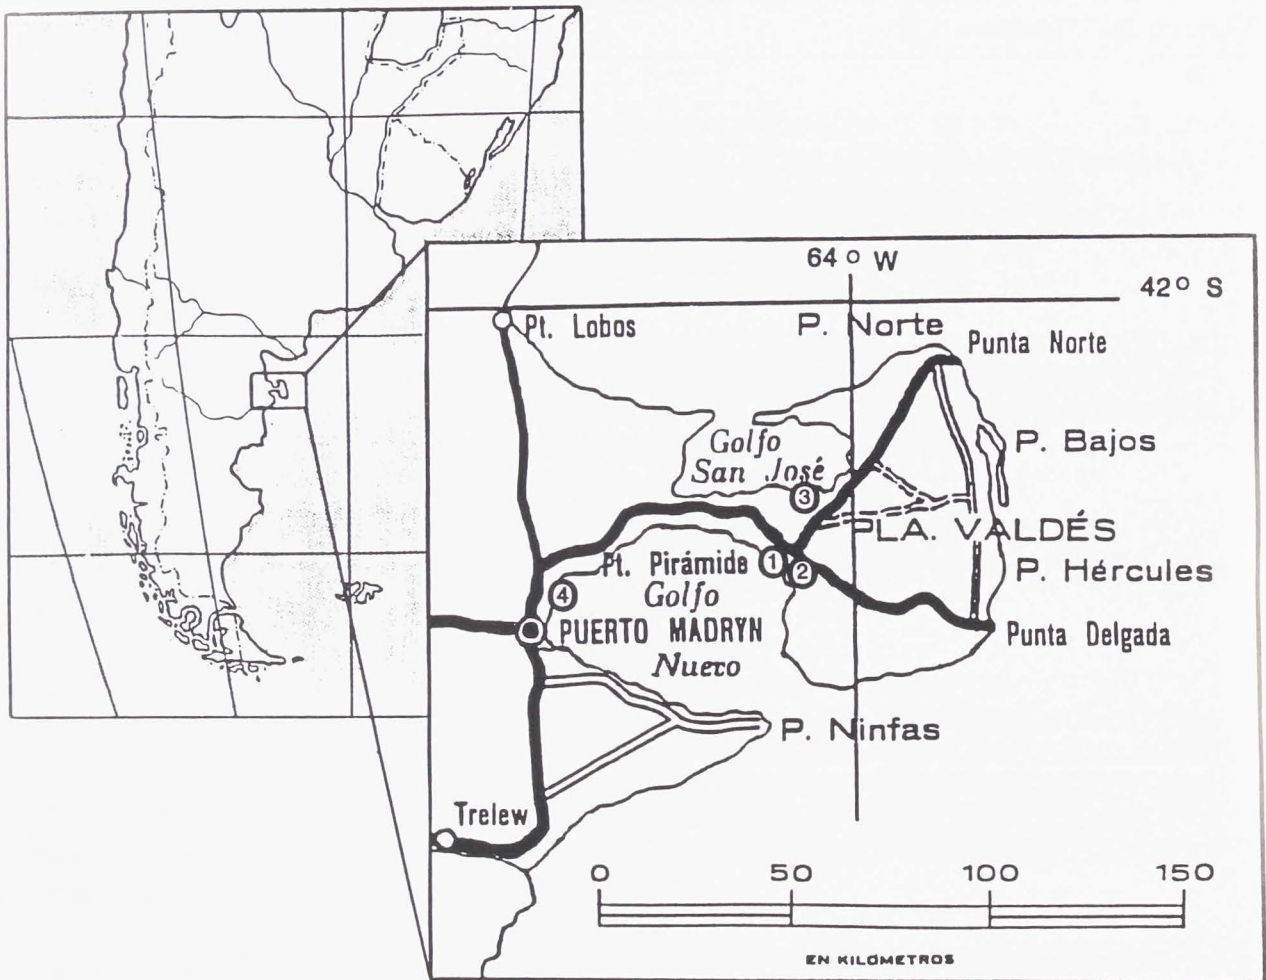 64° W
42° S
Pt. Lobos
P. Norte
Punta Norte
Golfo
San José
P. Bajos
3
PLA. VALDÉS
1
Pt. Pirámide
2
P. Hércules
4
Golfo
PUERTO MADRYN
Punta Delgada
Nuevo
P. Ninfas
Trelew
0 50 100 150
EN KILOMETROS